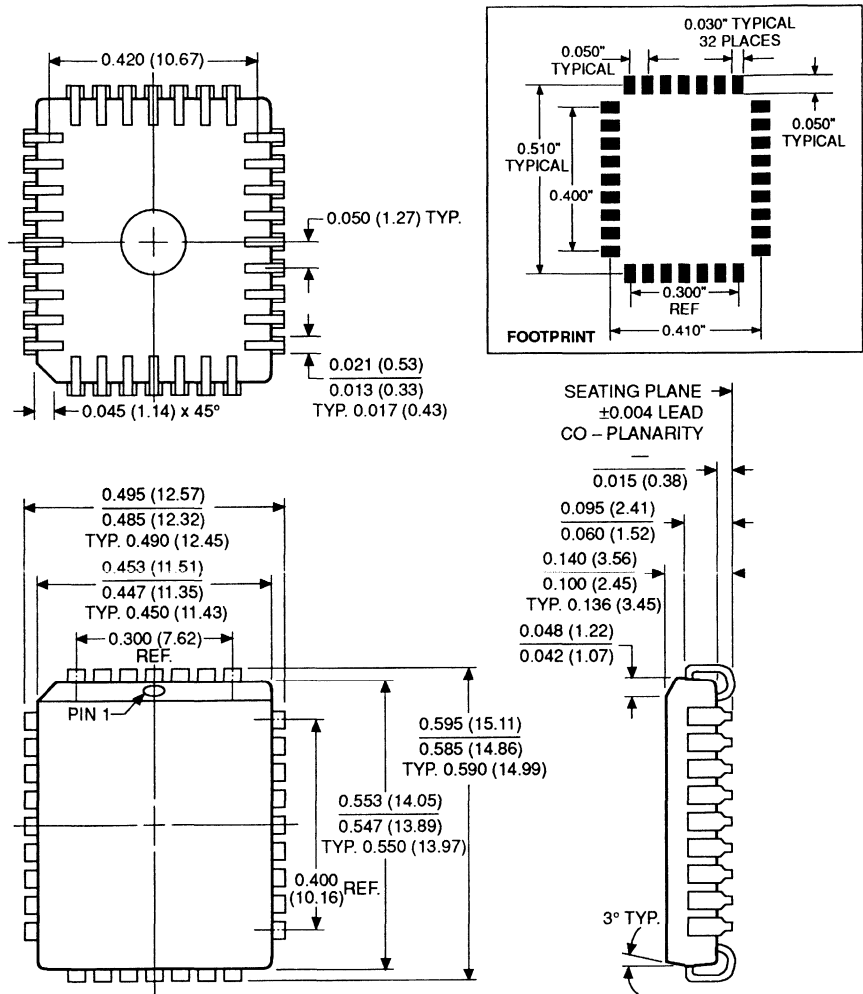 0.420 (10.67)
0.050 (1.27) TYP.
0.021 (0.53)
0.013 (0.33)
TYP. 0.017 (0.43)
0.045 (1.14) x 45°
0.030" TYPICAL
32 PLACES
0.050"
TYPICAL
0.050"
TYPICAL
0.510"
TYPICAL
0.400"
0.300"
REF
0.410"
FOOTPRINT
SEATING PLANE
±0.004 LEAD
CO – PLANARITY
—
0.015 (0.38)
0.095 (2.41)
0.060 (1.52)
0.140 (3.56)
0.100 (2.45)
TYP. 0.136 (3.45)
0.048 (1.22)
0.042 (1.07)
3° TYP.
0.495 (12.57)
0.485 (12.32)
TYP. 0.490 (12.45)
0.453 (11.51)
0.447 (11.35)
TYP. 0.450 (11.43)
0.300 (7.62)
REF.
PIN 1
0.595 (15.11)
0.585 (14.86)
TYP. 0.590 (14.99)
0.553 (14.05)
0.547 (13.89)
TYP. 0.550 (13.97)
0.400
(10.16) REF.